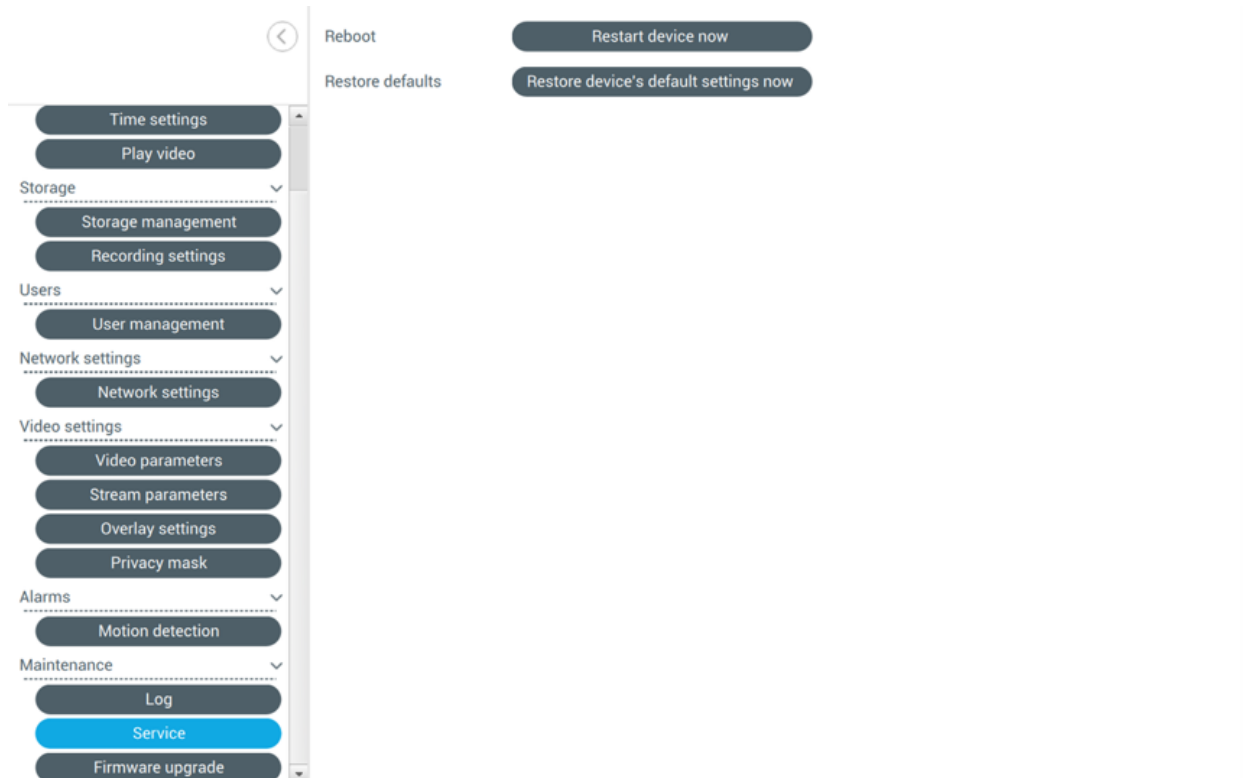 Reboot
Restart device now
Restore defaults
Restore device's default settings now
Time settings
Play video
Storage
Storage management
Recording settings
Users
User management
Network settings
Network settings
Video settings
Video parameters
Stream parameters
Overlay settings
Privacy mask
Alarms
Motion detection
Maintenance
Log
Service
Firmware upgrade